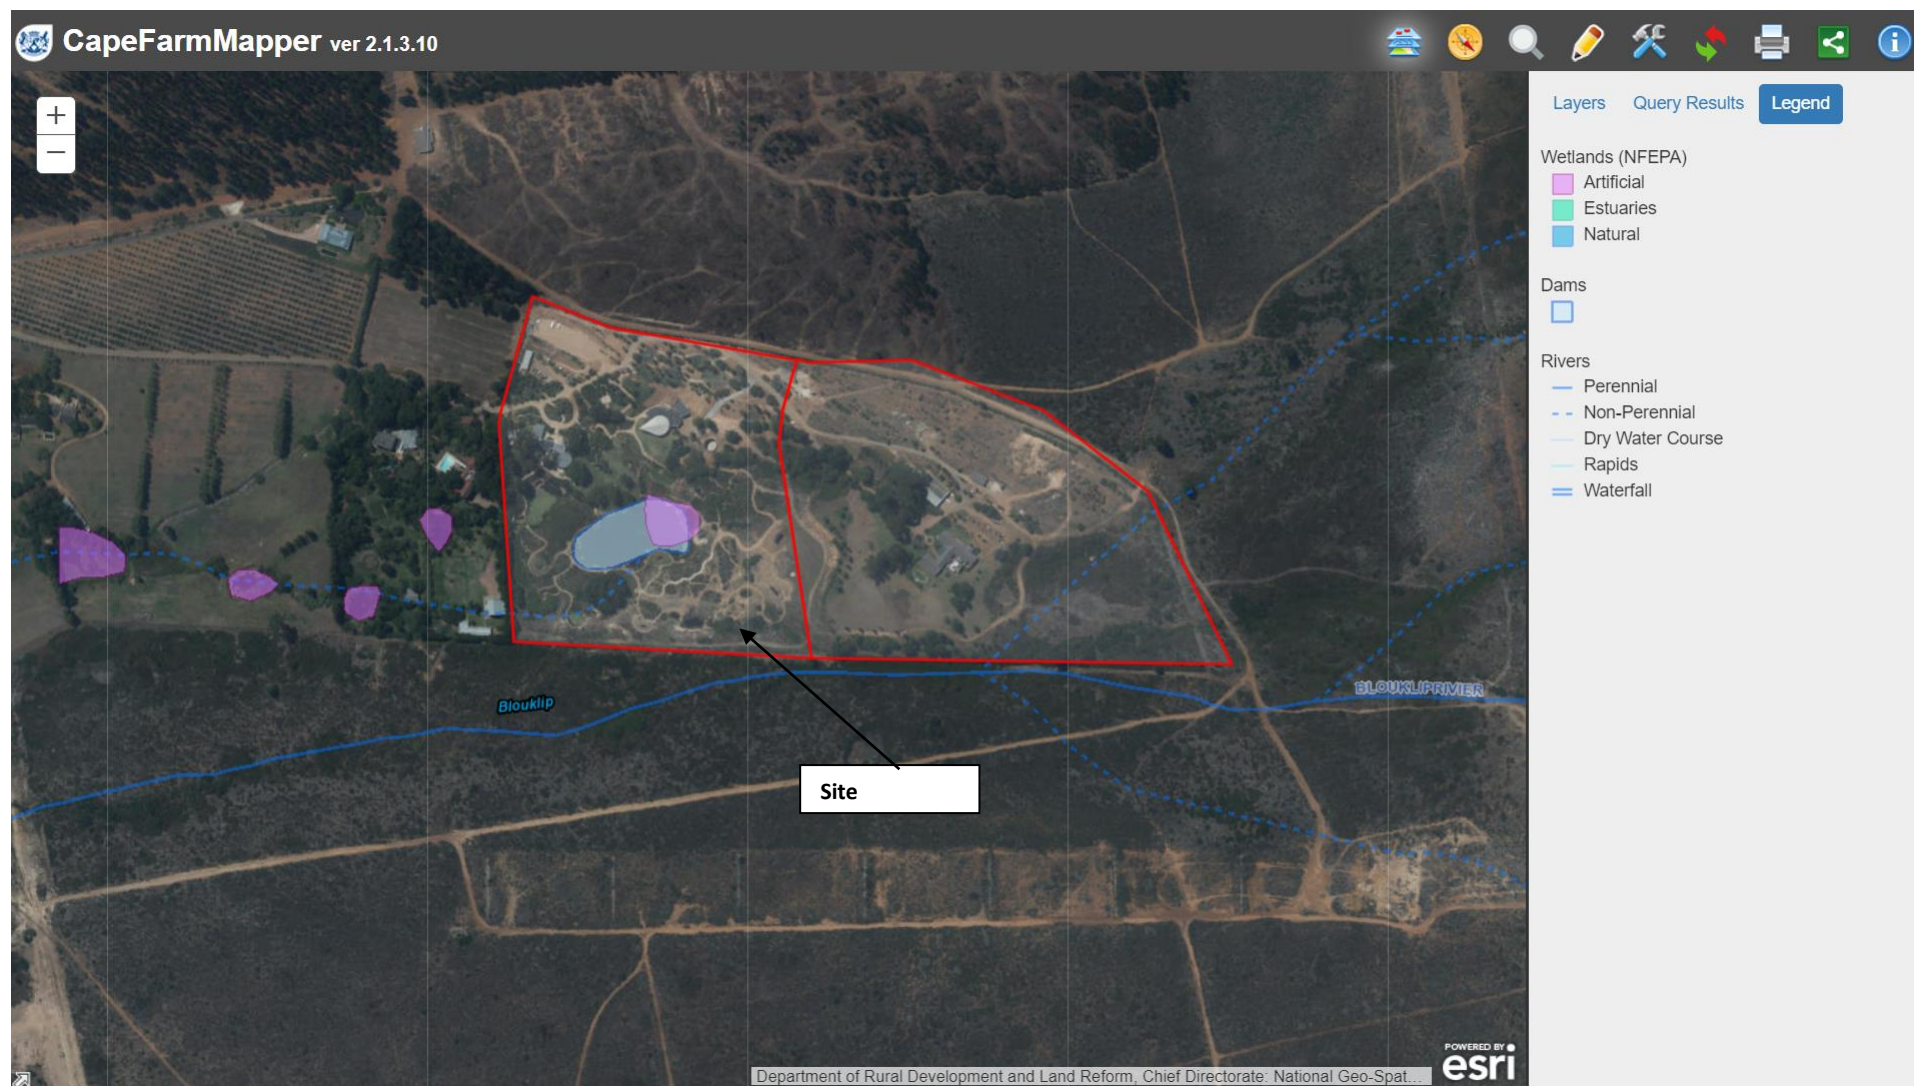 CapeFarmMapper ver 2.1.3.10
Layers Query Results Legend
Wetlands (NFEPA)
Artificial
Estuaries
Natural
Dams
Rivers
Perennial
Non-Perennial
Dry Water Course
Rapids
Waterfall
BLOUKLIPRIVIER
Blouklip
Site
POWERED BY
esri
Department of Rural Development and Land Reform, Chief Directorate: National Geo-Spat...